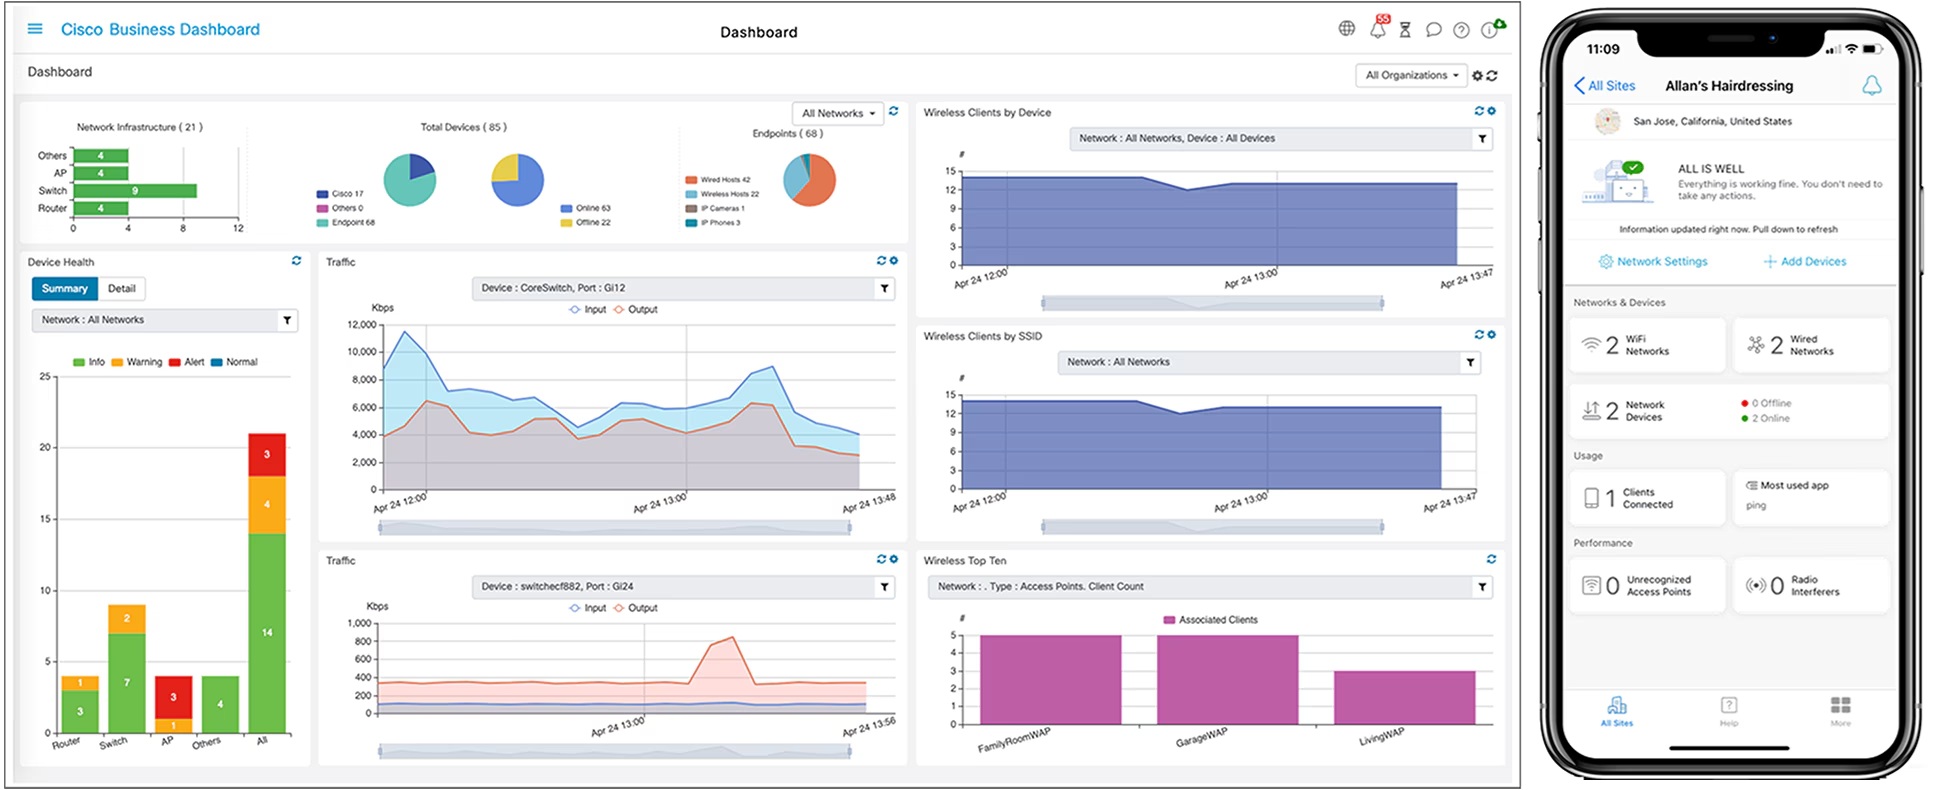 Cisco Business Dashboard
Dashboard
55
Dashboard
All Organizations
All Networks
Network Infrastructure ( 21 )
Others
4
AP
4
Switch
9
Router
4
0 4 8 12
Total Devices ( 85 )
Cisco 17
Others 0
Endpoint 68
Online 63
Offline 22
Endpoints ( 68 )
Wired Hosts 42
Wireless Hosts 22
IP Cameras 1
IP Phones 3
Device Health
Summary Detail
Network : All Networks
Info Warning Alert Normal
25
20
15
10
5
0
1
3
2
7
3
1
4
3
4
14
Router Switch AP Others All
Traffic
Device : CoreSwitch, Port : Gi12
Kbps
Input Output
12,000
10,000
8,000
6,000
4,000
2,000
0
Apr 24 12:00 Apr 24 13:00 Apr 24 13:48
Traffic
Device : switchecf882, Port : Gi24
Kbps
Input Output
1,000
800
600
400
200
0
Apr 24 13:00 Apr 24 13:56
Wireless Clients by Device
Network : All Networks, Device : All Devices
#
15
12
9
6
3
0
Apr 24 12:00 Apr 24 13:00 Apr 24 13:47
Wireless Clients by SSID
Network : All Networks
#
15
12
9
6
3
0
Apr 24 12:00 Apr 24 13:00 Apr 24 13:47
Wireless Top Ten
Network : . Type : Access Points. Client Count
#
Associated Clients
5
4
3
2
1
0
FamilyRoomWAP GarageWAP LivingWAP
11:09
All Sites Allan's Hairdressing
San Jose, California, United States
ALL IS WELL
Everything is working fine. You don't need to
take any actions.
Information updated right now. Pull down to refresh
Network Settings Add Devices
Networks & Devices
2 WiFi
Networks
2 Wired
Networks
2 Network
Devices
0 Offline
2 Online
Usage
1 Clients
Connected
Most used app
ping
Performance
0 Unrecognized
Access Points
0 Radio
Interferers
All Sites Help More